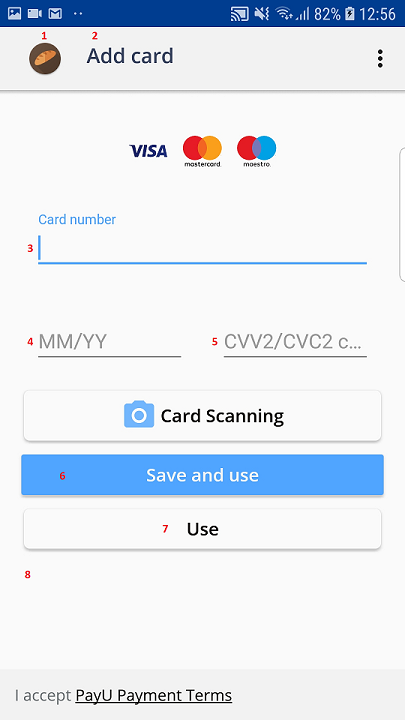 82% 12:56
1 2
Add card
VISA mastercard. maestro.
Card number
3
4 MM/YY 5 CVV2/CVC2 c...
Card Scanning
6 Save and use
7 Use
8
I accept PayU Payment Terms